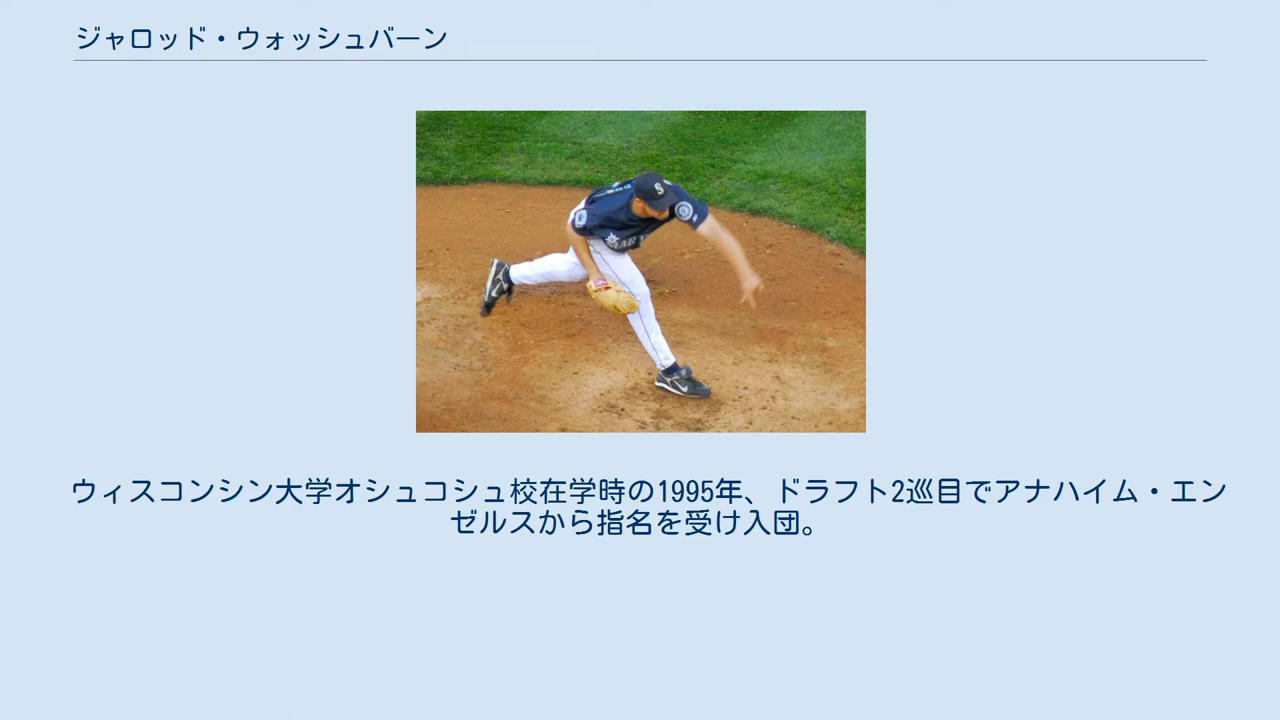 ジャロッド・ウォッシュバーン
S
ウィスコンシン大学オシュコシュ校在学時の1995年、ドラフト2巡目でアナハイム・エン
ゼルスから指名を受け入団。